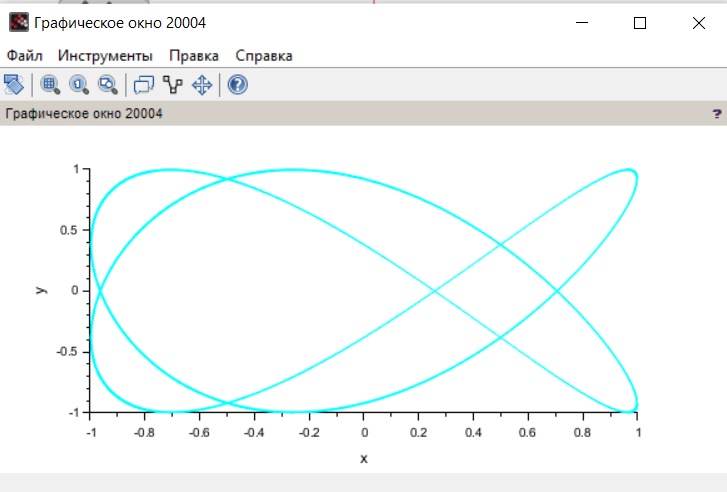 Графическое окно 20004
Файл Инструменты Правка Справка
Графическое окно 20004 ?
1
0.5
0
-0.5
-1
y
-1 -0.8 -0.6 -0.4 -0.2 0 0.2 0.4 0.6 0.8 1
x